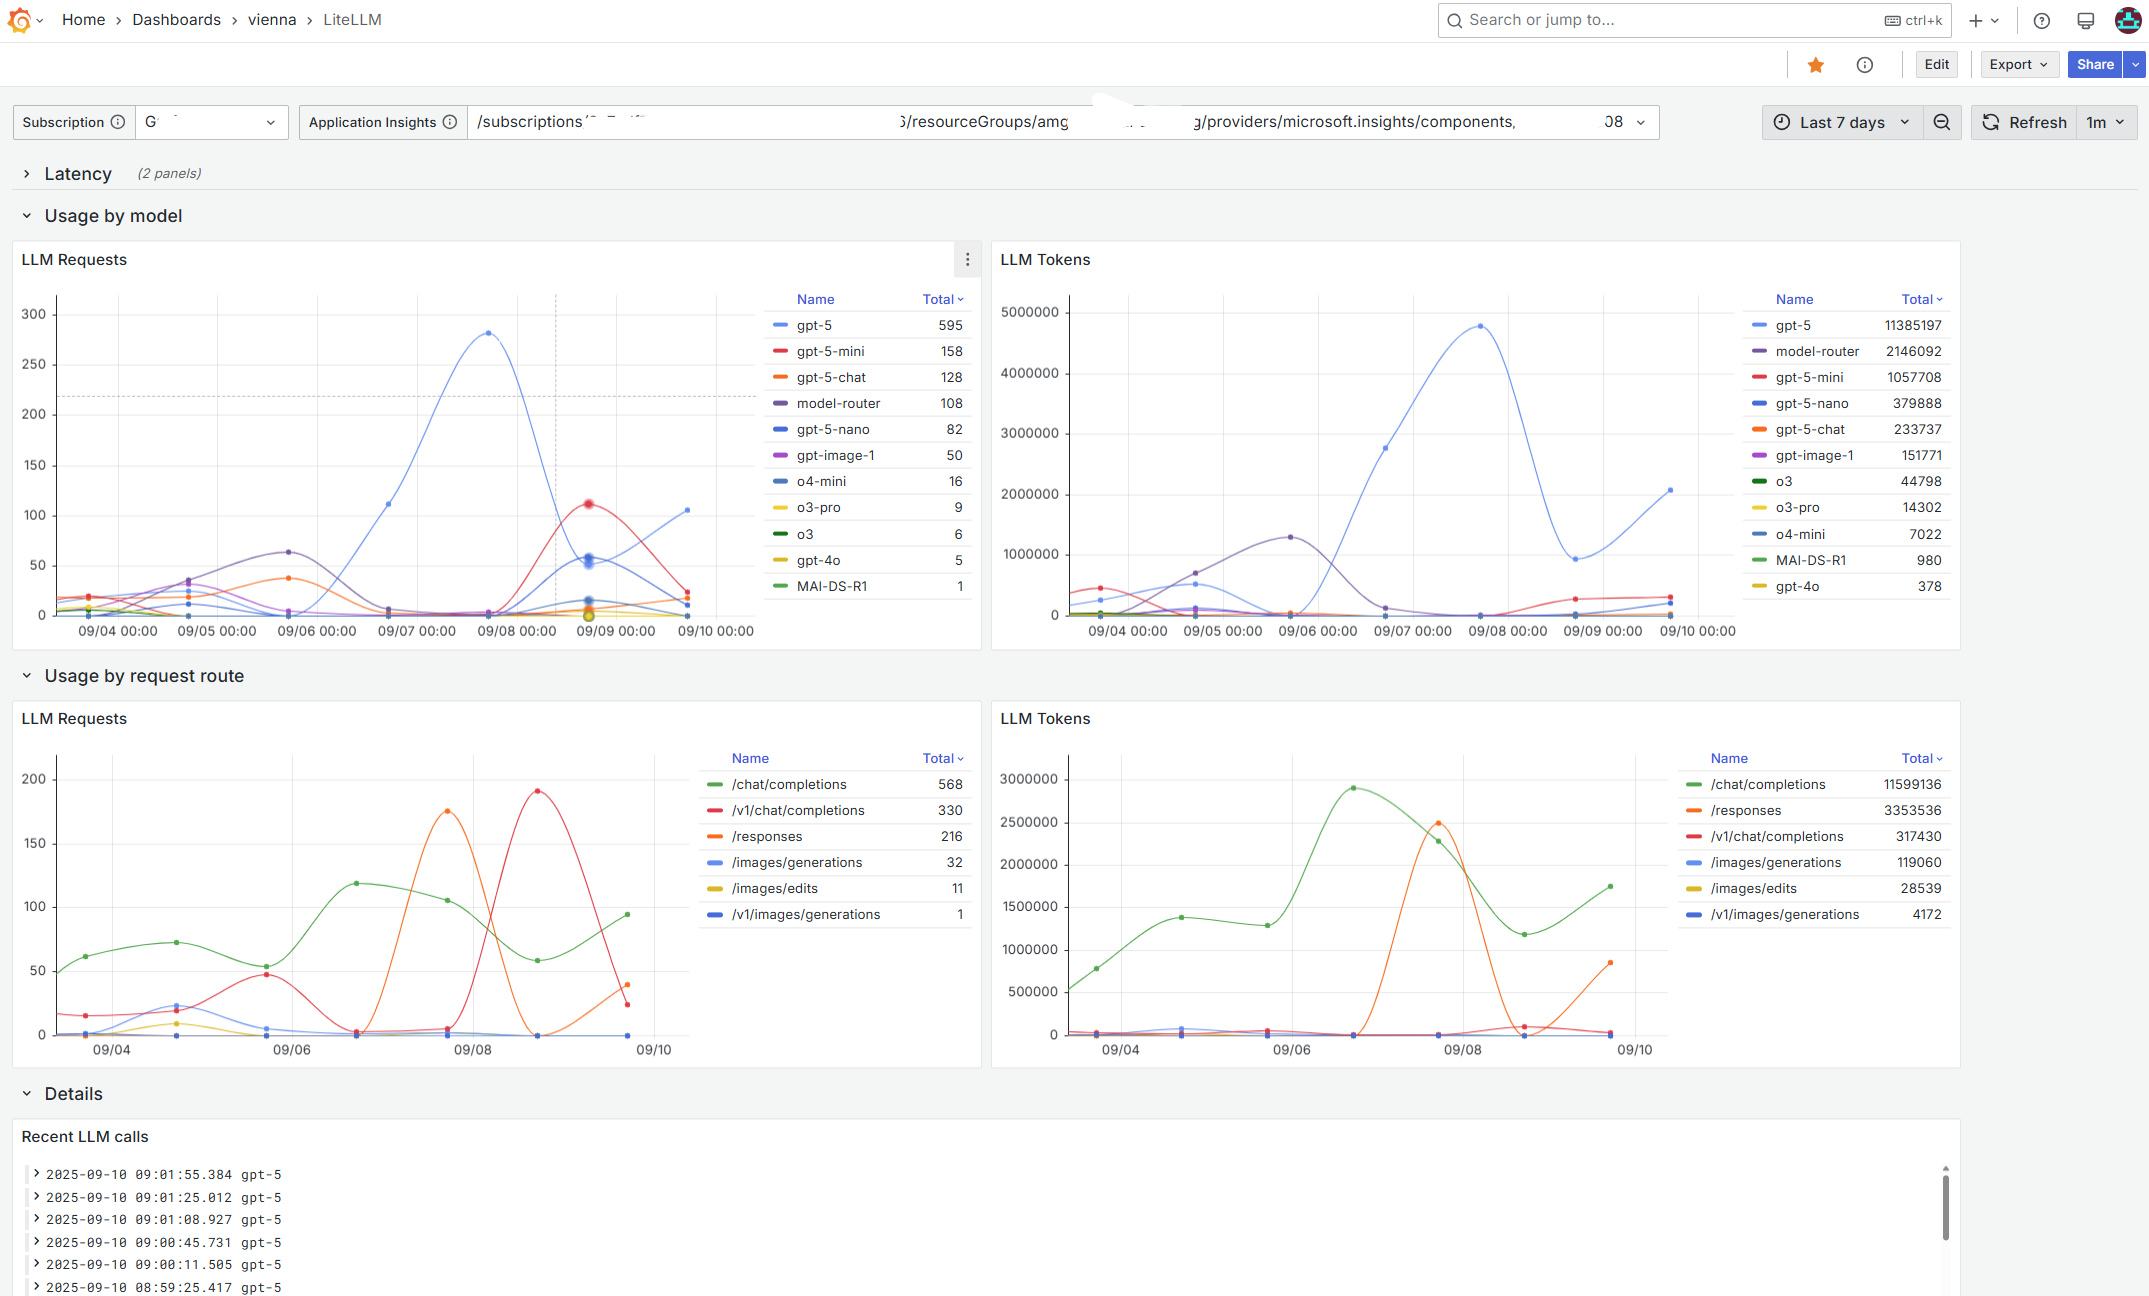 Home › Dashboards › vienna › LiteLLM
Search or jump to...
ctrl+k
Edit
Export
Share
Subscription
G
Application Insights
/subscriptions
/resourceGroups/amg
g/providers/microsoft.insights/components
08
Last 7 days
Refresh
1m
Latency (2 panels)
Usage by model
LLM Requests
300
250
200
150
100
50
0
09/04 00:00 09/05 00:00 09/06 00:00 09/07 00:00 09/08 00:00 09/09 00:00 09/10 00:00
Name Total
gpt-5 595
gpt-5-mini 158
gpt-5-chat 128
model-router 108
gpt-5-nano 82
gpt-image-1 50
o4-mini 16
o3-pro 9
o3 6
gpt-4o 5
MAI-DS-R1 1
LLM Tokens
5000000
4000000
3000000
2000000
1000000
0
09/04 00:00 09/05 00:00 09/06 00:00 09/07 00:00 09/08 00:00 09/09 00:00 09/10 00:00
Name Total
gpt-5 11385197
model-router 2146092
gpt-5-mini 1057708
gpt-5-nano 379888
gpt-5-chat 233737
gpt-image-1 151771
o3 44798
o3-pro 14302
o4-mini 7022
MAI-DS-R1 980
gpt-4o 378
Usage by request route
LLM Requests
200
150
100
50
0
09/04 09/06 09/08 09/10
Name Total
/chat/completions 568
/v1/chat/completions 330
/responses 216
/images/generations 32
/images/edits 11
/v1/images/generations 1
LLM Tokens
3000000
2500000
2000000
1500000
1000000
500000
0
09/04 09/06 09/08 09/10
Name Total
/chat/completions 11599136
/responses 3353536
/v1/chat/completions 317430
/images/generations 119060
/images/edits 28539
/v1/images/generations 4172
Details
Recent LLM calls
2025-09-10 09:01:55.384 gpt-5
2025-09-10 09:01:25.012 gpt-5
2025-09-10 09:01:08.927 gpt-5
2025-09-10 09:00:45.731 gpt-5
2025-09-10 09:00:11.505 gpt-5
2025-09-10 08:59:25.417 gpt-5